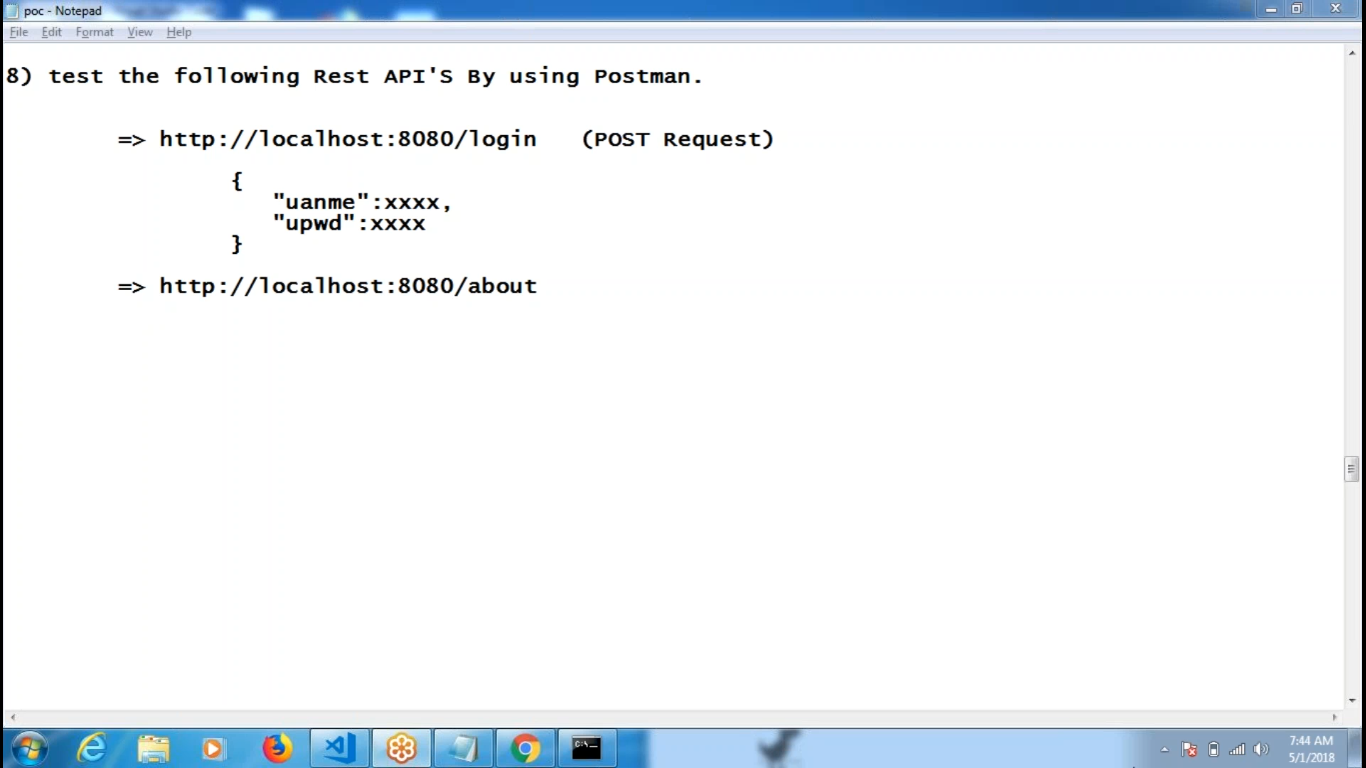 poc - Notepad
File Edit Format View Help
8) test the following Rest API'S By using Postman.
=> http://localhost:8080/login (POST Request)
{
"uanme":xxxx,
"upwd":xxxx
}
=> http://localhost:8080/about
7:44 AM
5/1/2018